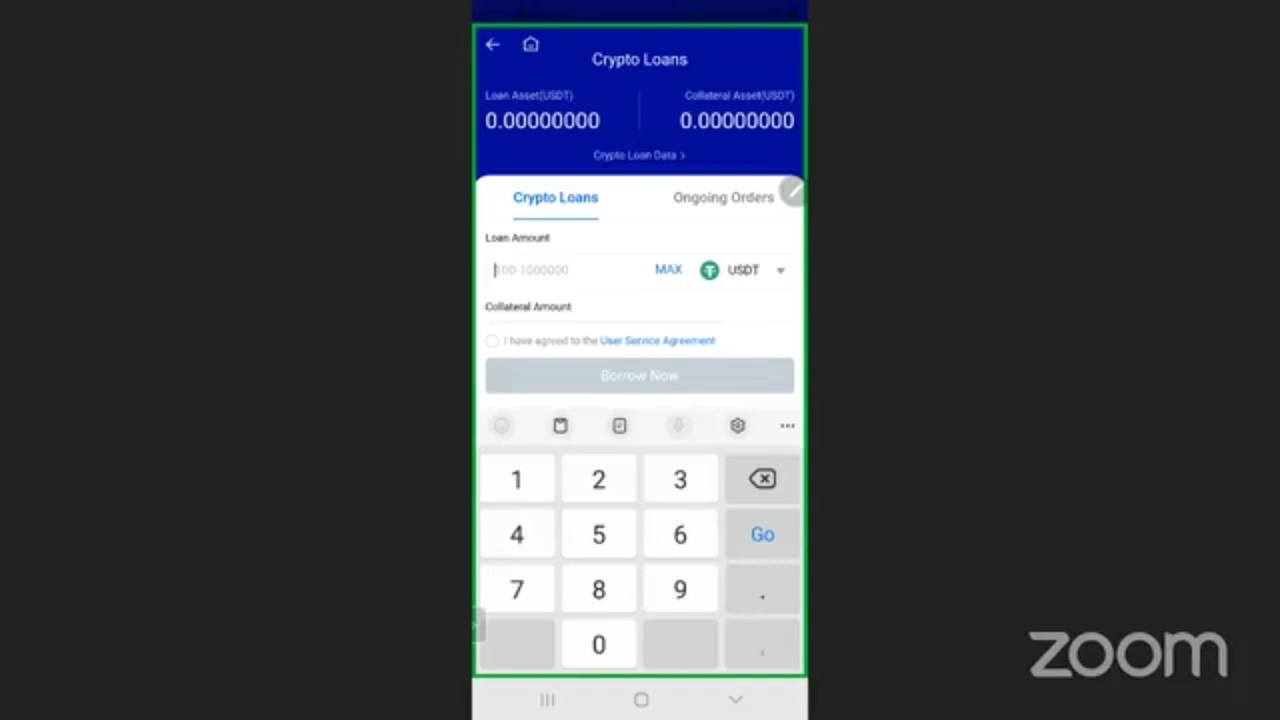 Crypto Loans
Loan Asset(USDT) Collateral Asset(USDT)
0.00000000 0.00000000
Crypto Loan Data >
Crypto Loans Ongoing Orders
Loan Amount
100-1000000 MAX USDT
Collateral Amount
I have agreed to the User Service Agreement
Borrow Now
1 2 3
4 5 6 Go
7 8 9 .
0 ,
zoom